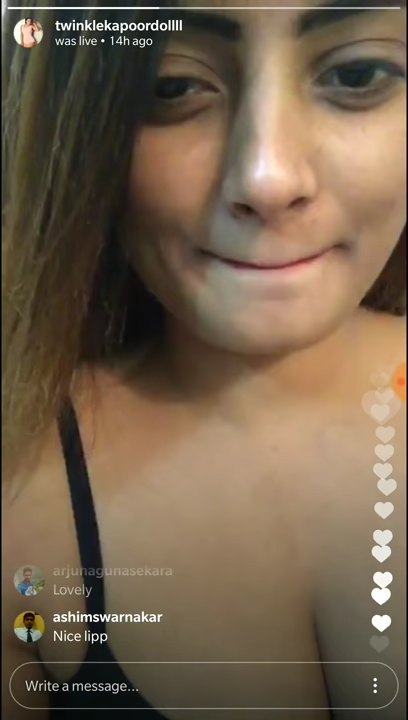 twinklekapoordollll
was live • 14h ago
arjunagunasekara
Lovely
ashimswarnakar
Nice lipp
Write a message...